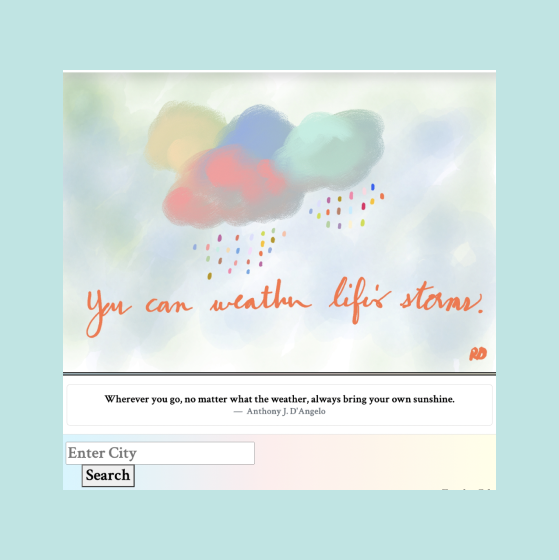 You can weather life's storms.
RD
Wherever you go, no matter what the weather, always bring your own sunshine.
— Anthony J. D'Angelo
Enter City
Search